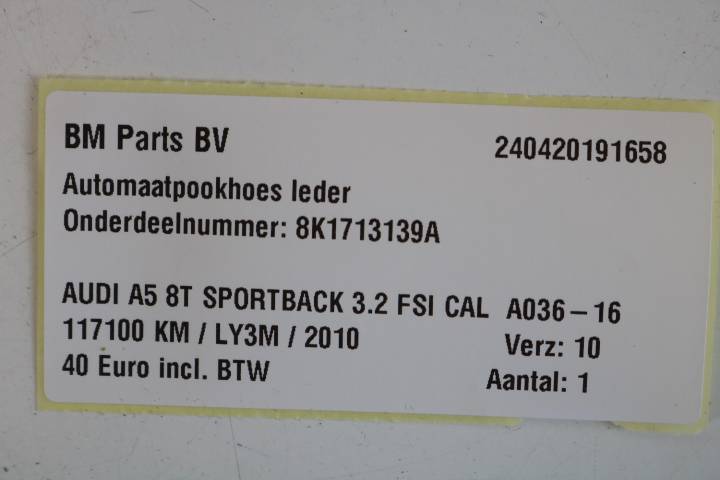 BM Parts BV 240420191658
Automaatpookhoes leder
Onderdeelnummer: 8K1713139A
AUDI A5 8T SPORTBACK 3.2 FSI CAL A036-16
117100 KM / LY3M / 2010 Verz: 10
40 Euro incl. BTW Aantal: 1